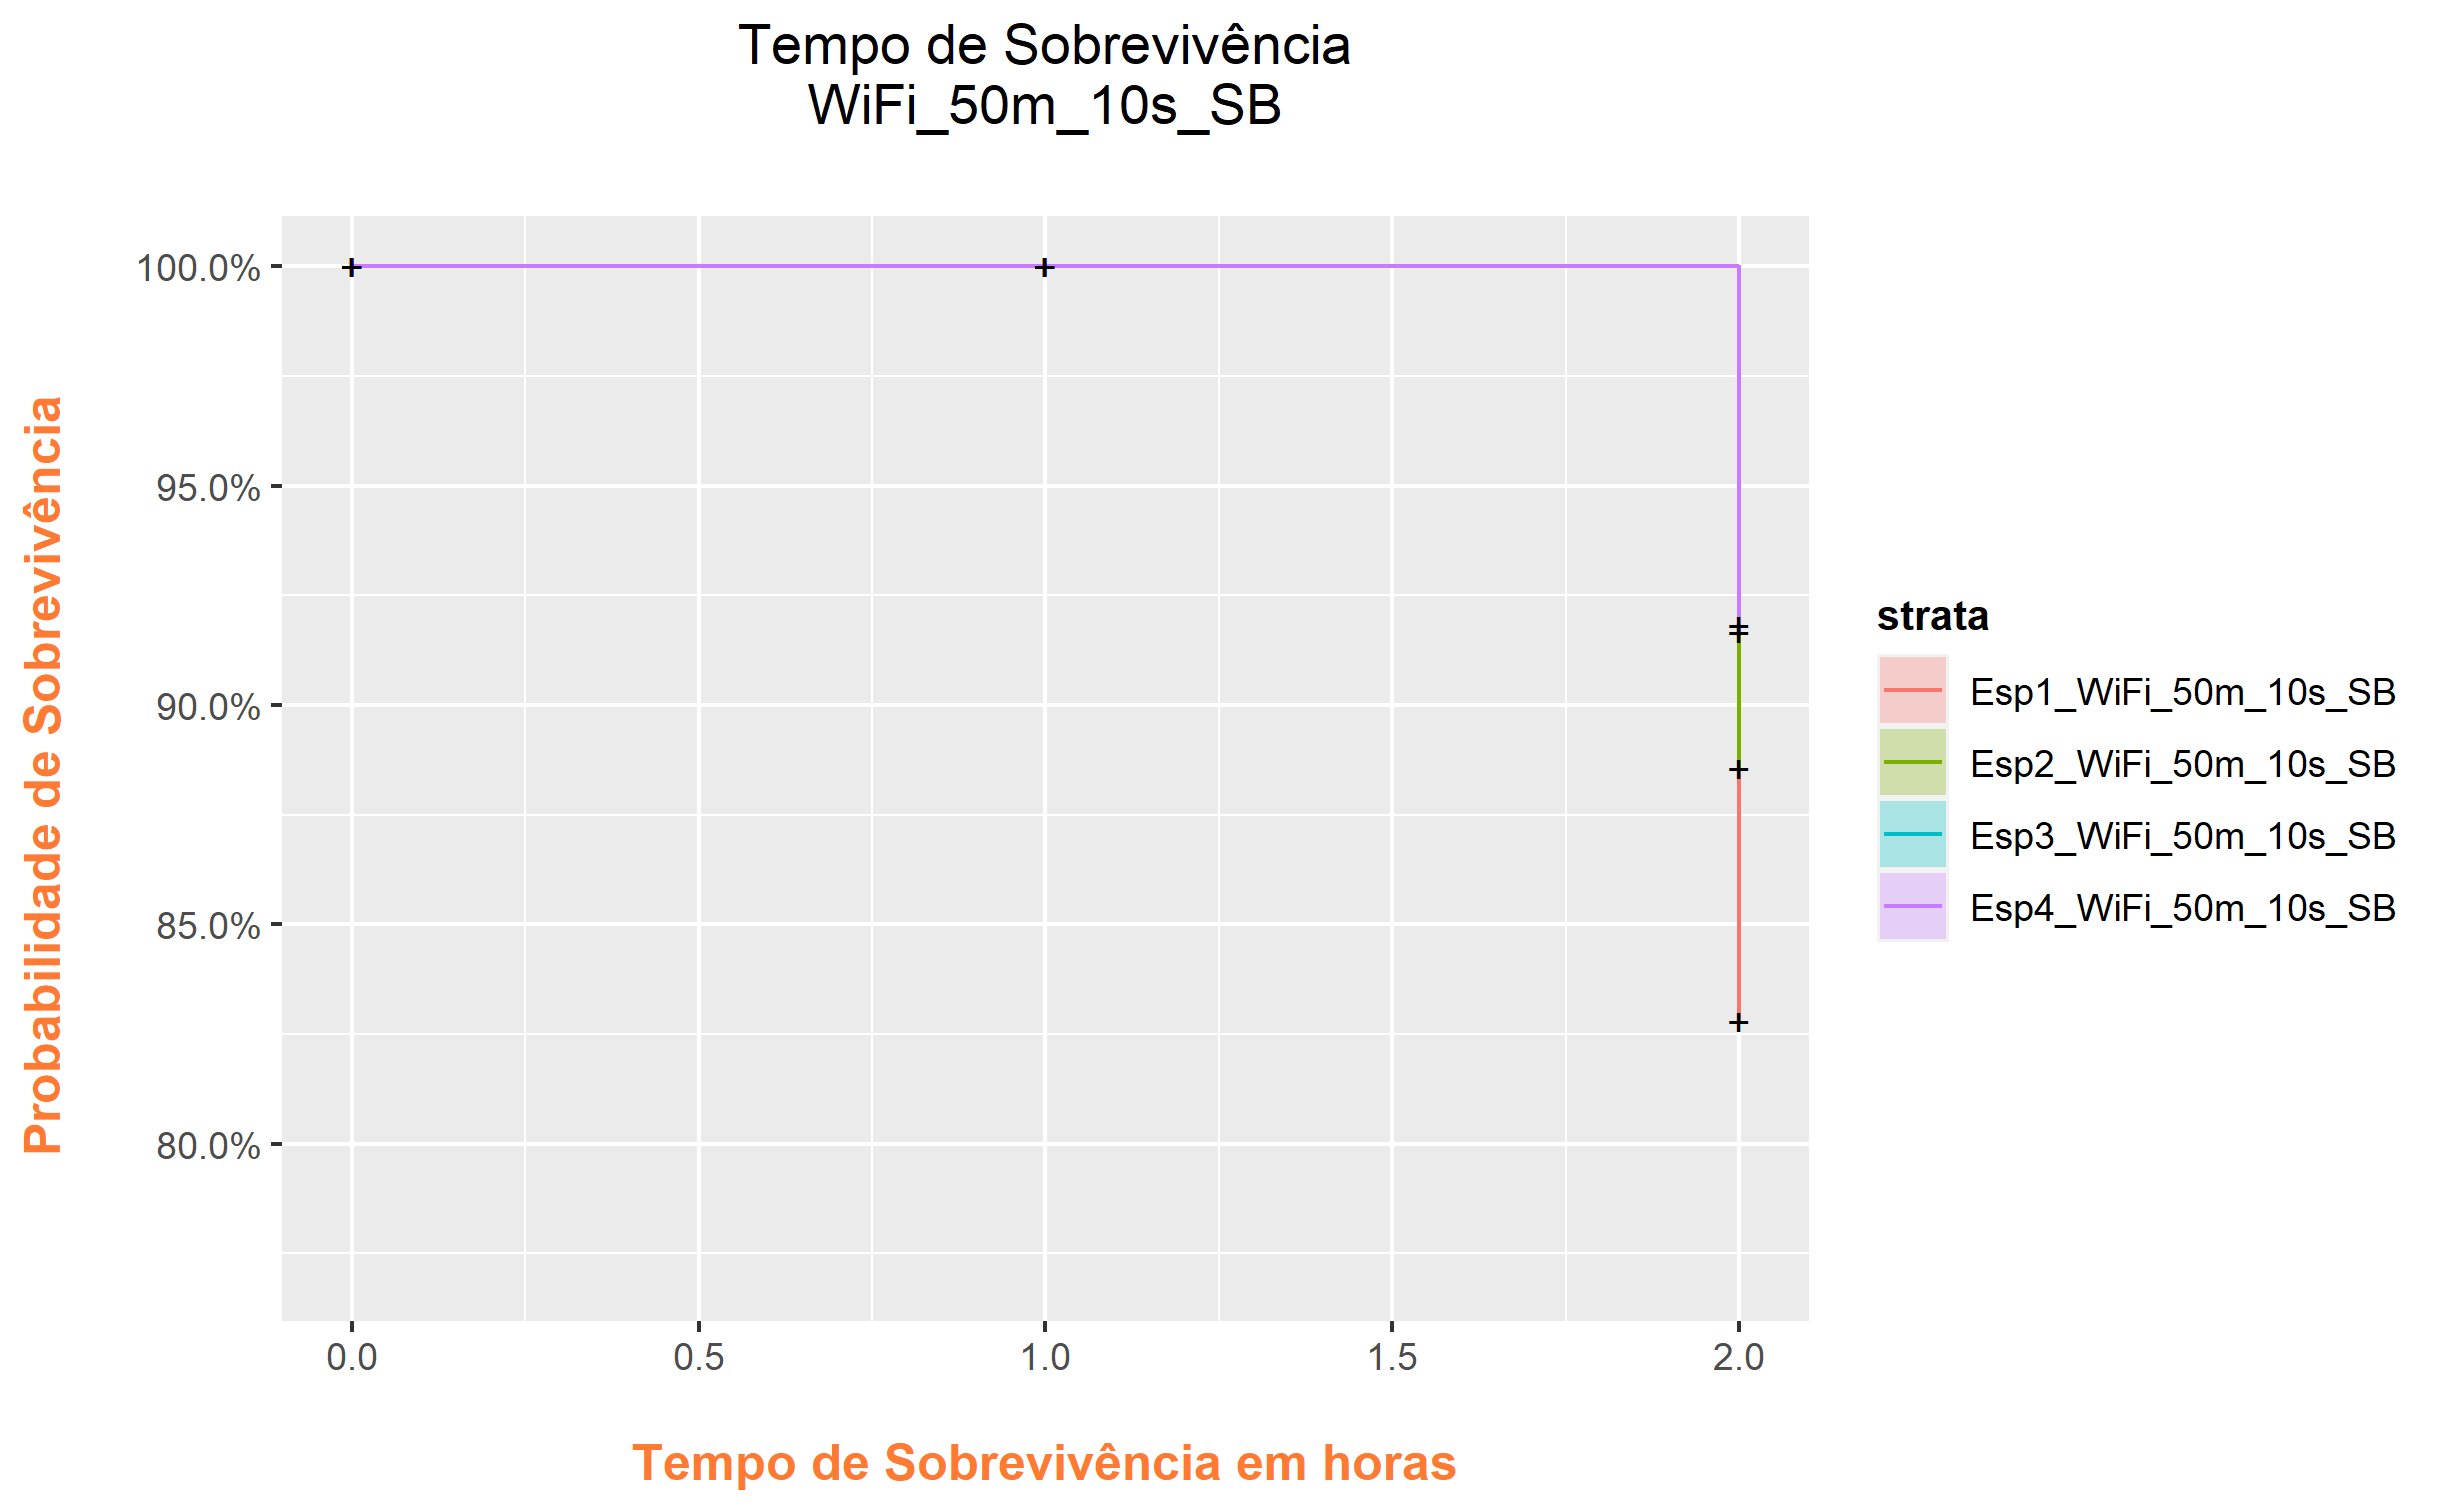 Tempo de Sobrevivência
WiFi_50m_10s_SB
Probabilidade de Sobrevivência
100.0%
95.0%
90.0%
85.0%
80.0%
0.0
0.5
1.0
1.5
2.0
Tempo de Sobrevivência em horas
strata
Esp1_WiFi_50m_10s_SB
Esp2_WiFi_50m_10s_SB
Esp3_WiFi_50m_10s_SB
Esp4_WiFi_50m_10s_SB